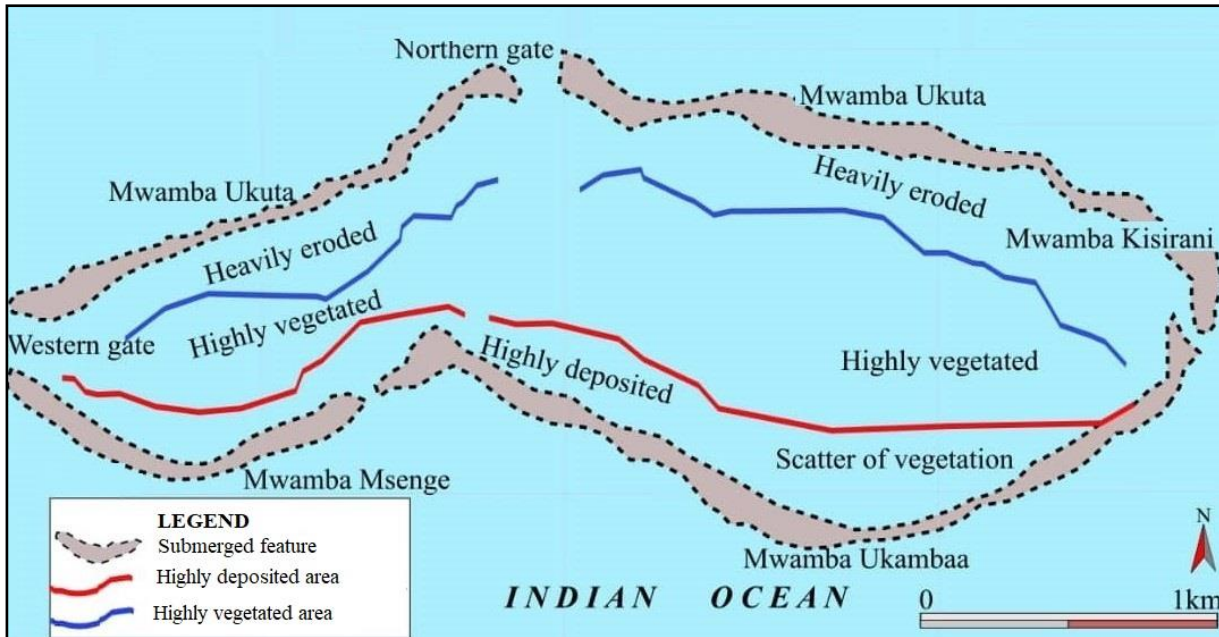 Northern gate
Mwamba Ukuta
Mwamba Ukuta
Heavily eroded
Heavily eroded
Mwamba Kisirani
Highly vegetated
Western gate
Highly deposited
Highly vegetated
Scatter of vegetation
Mwamba Msenge
Mwamba Ukambaa
LEGEND
Submerged feature
Highly deposited area
Highly vegetated area
INDIAN OCEAN
N
0 1km